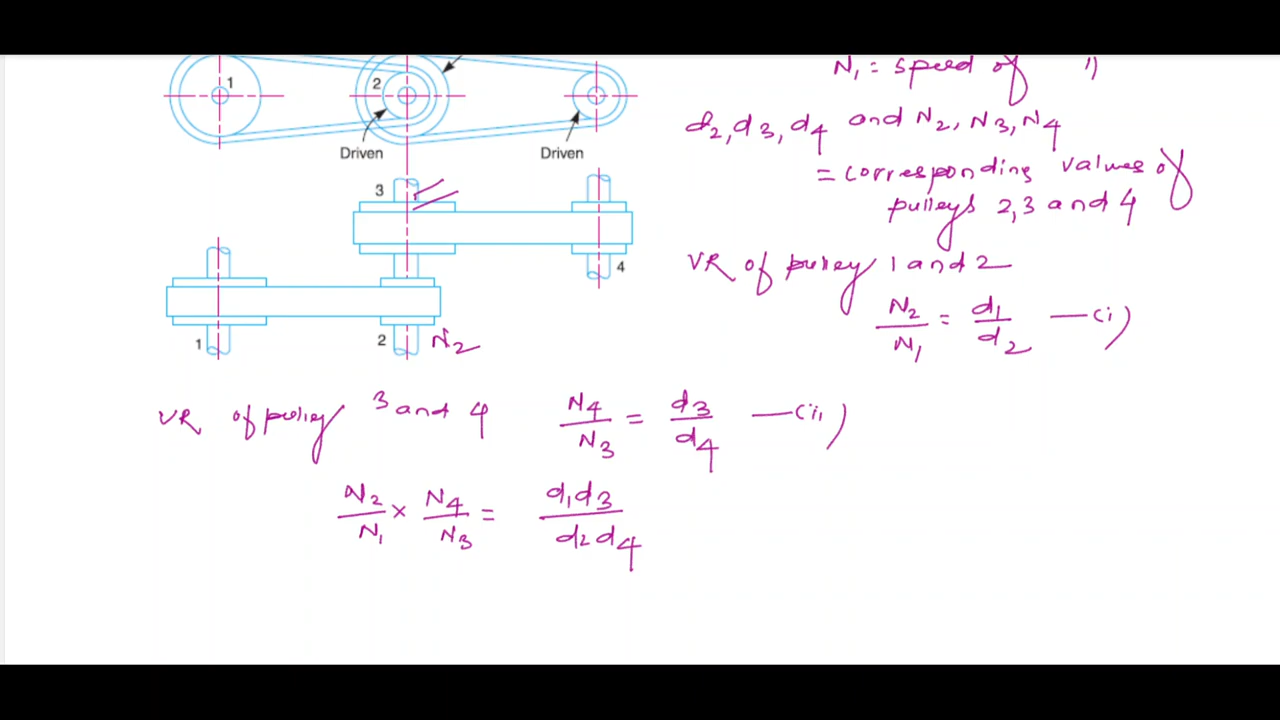 1
2
Driven
Driven
3
4
1
2
N2
N1 = speed of "
d2, d3, d4 and N2, N3, N4
= corresponding values of
pulleys 2, 3 and 4
VR of pulley 1 and 2
N2/N1 = d1/d2 —(i)
VR of pulley 3 and 4 N4/N3 = d3/d4 —(ii)
N2/N1 × N4/N3 = d1d3/d2d4